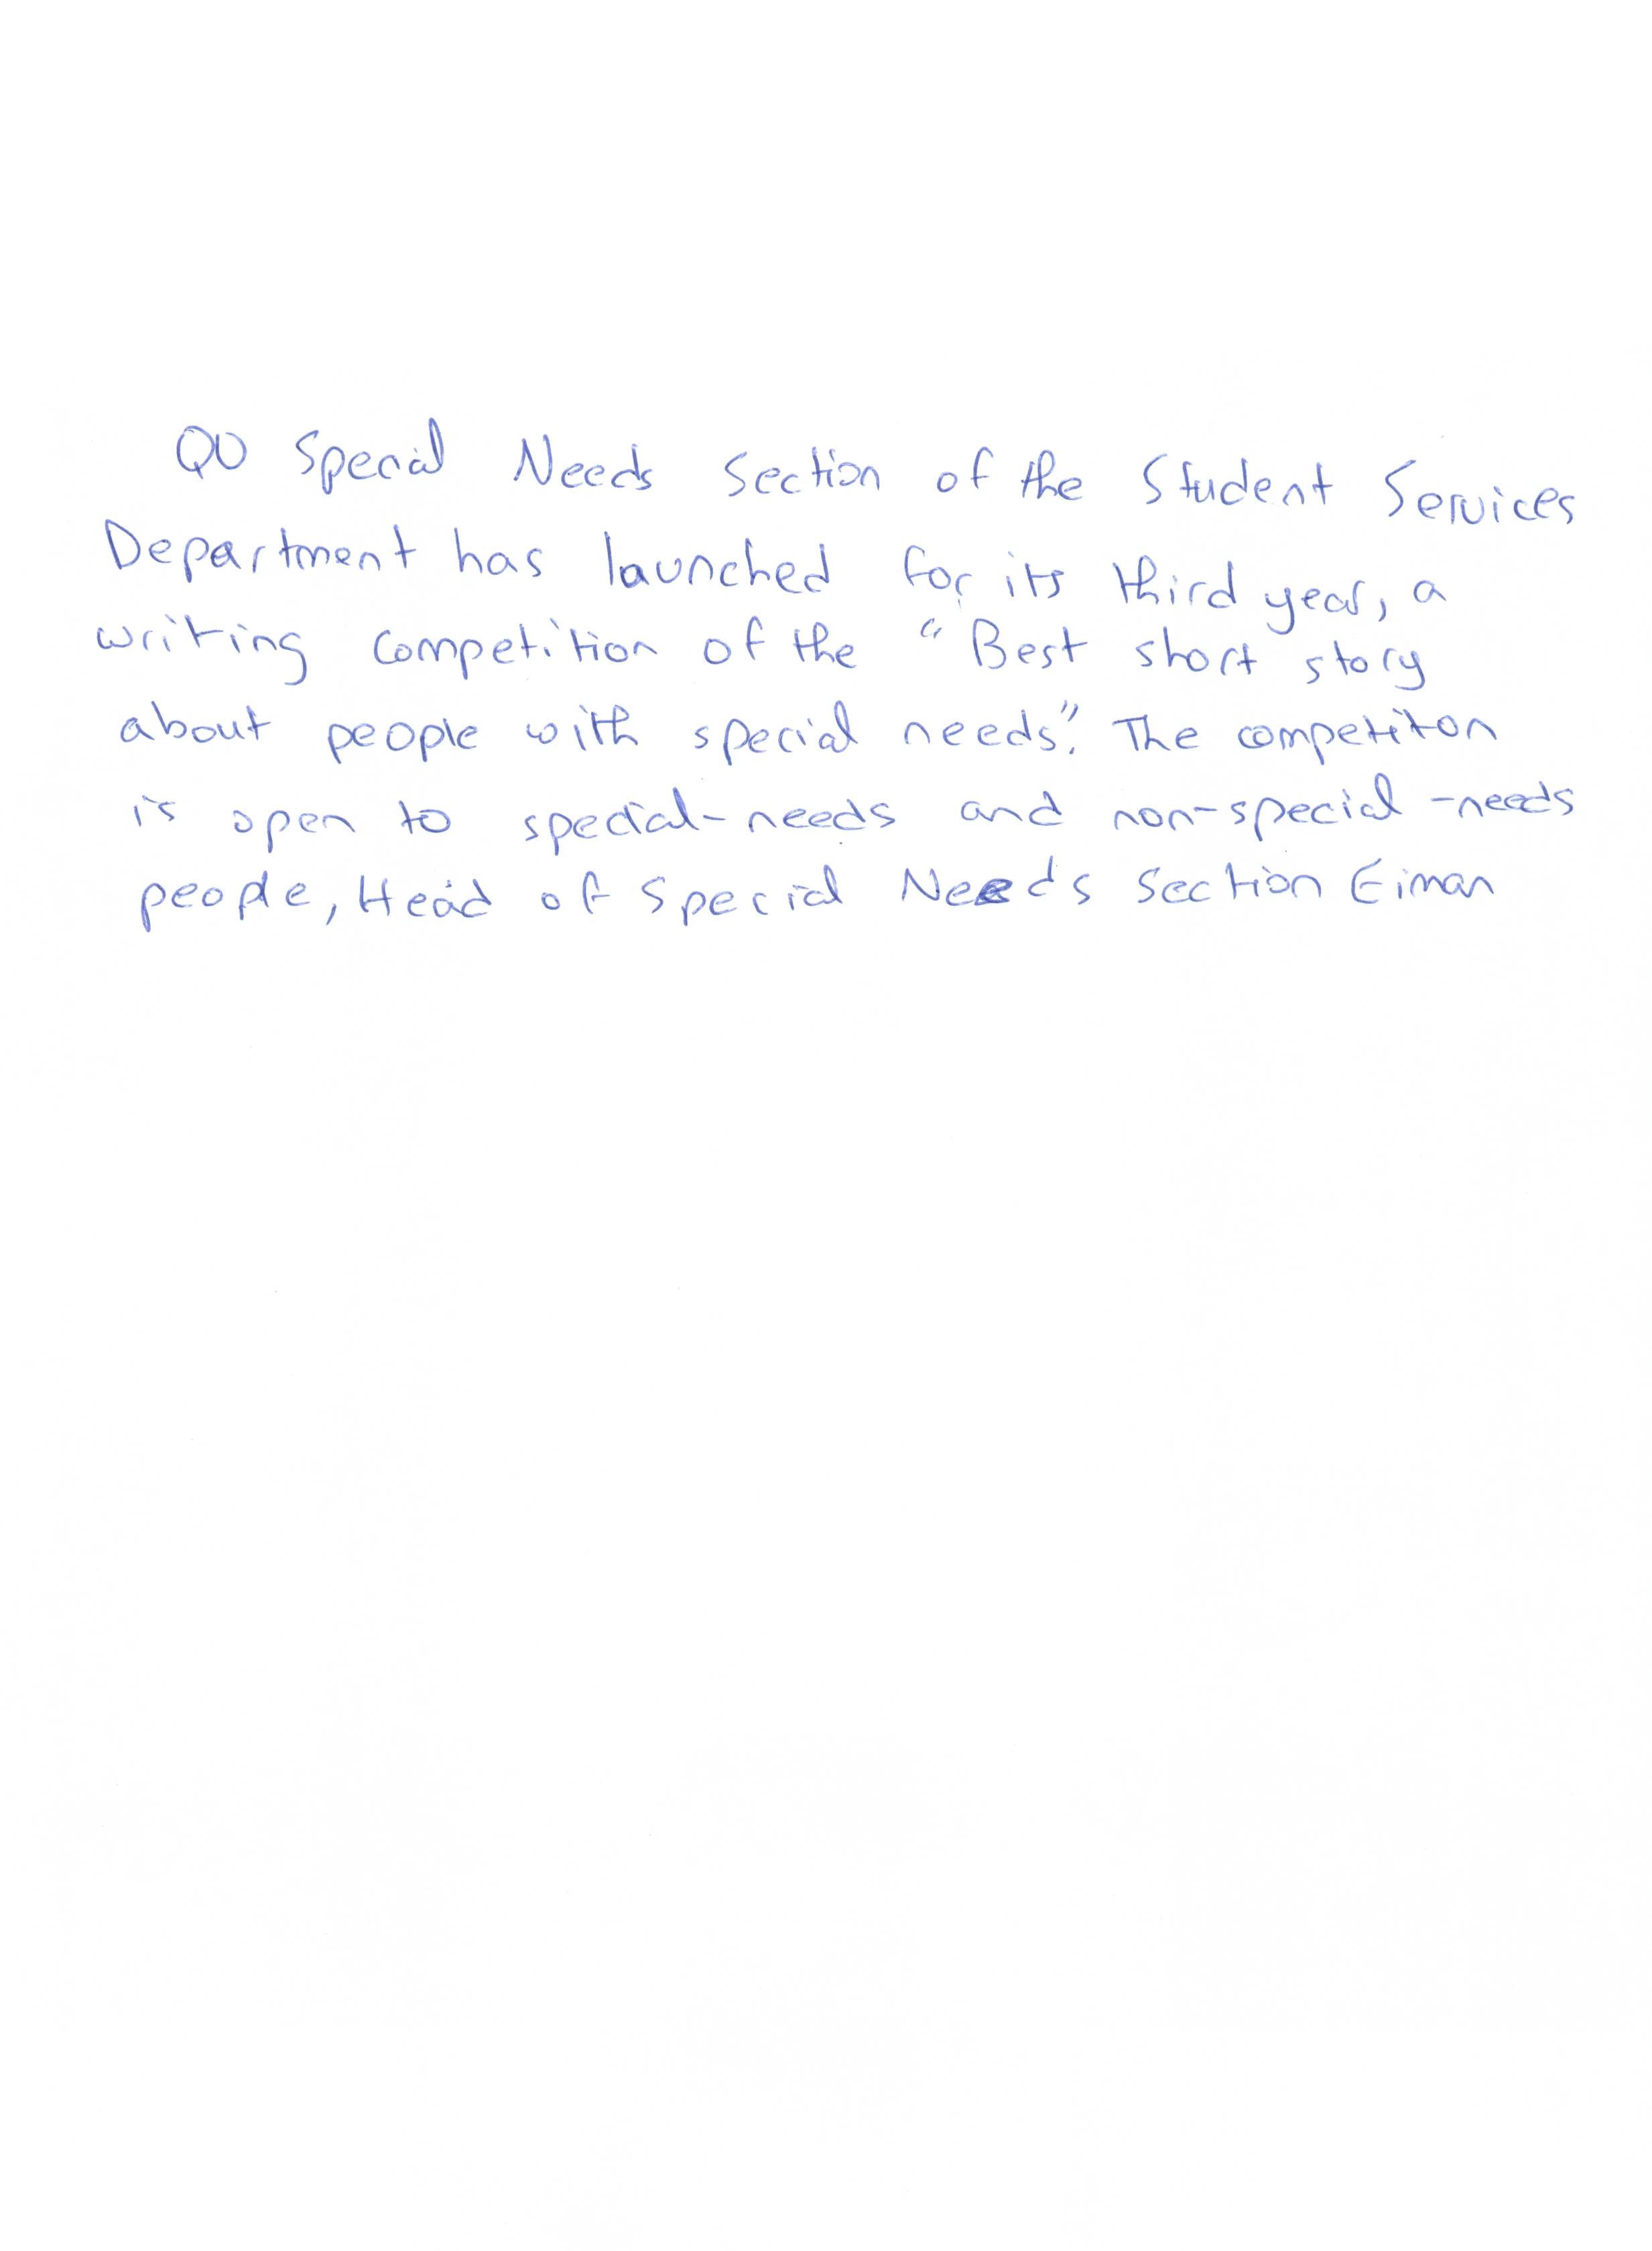 QU Special Needs Section of the Student Services
Department has launched for its third year, a
writing competition of the "Best short story
about people with special needs". The competiton
is open to special-needs and non-special-needs
people, Head of Special Needs Section Eiman